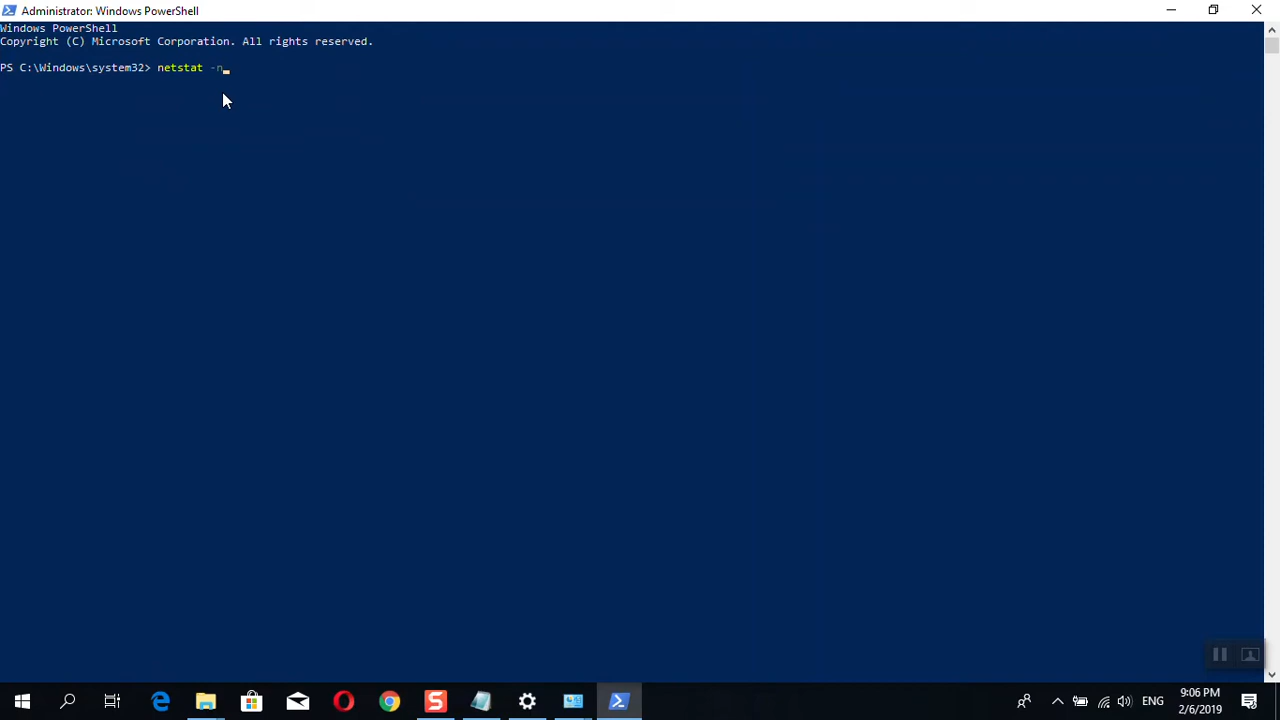 Administrator: Windows PowerShell
Windows PowerShell
Copyright (C) Microsoft Corporation. All rights reserved.
PS C:\Windows\system32> netstat -n
ENG
9:06 PM
2/6/2019